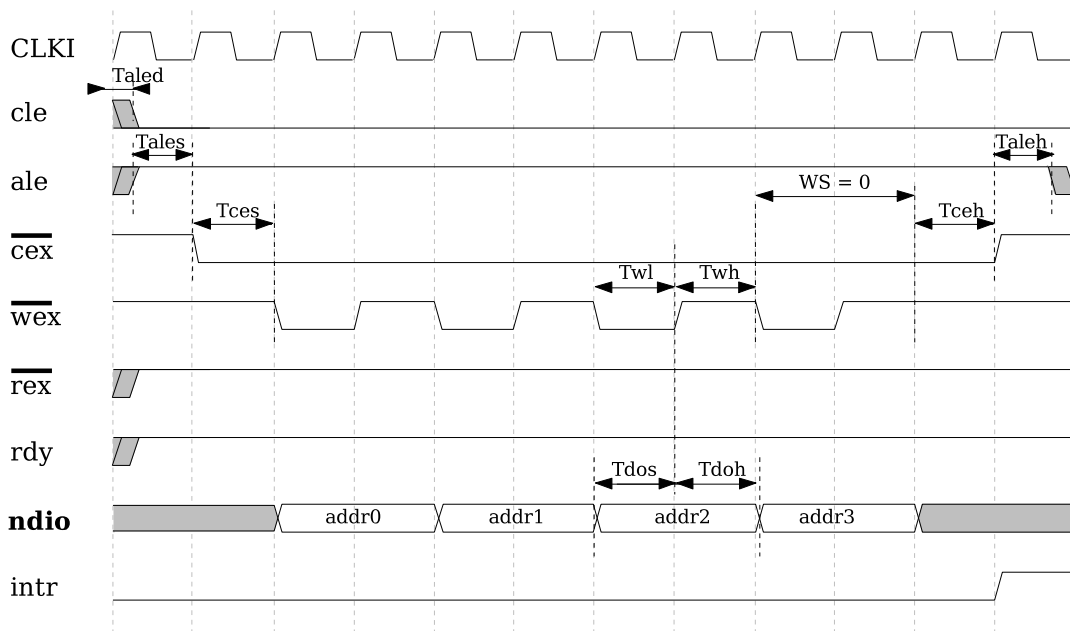 CLKI
Taled
cle
Tales
Taleh
ale
WS = 0
Tces
Tceh
cex
Twl
Twh
wex
rex
rdy
Tdos
Tdoh
ndio
addr0
addr1
addr2
addr3
intr